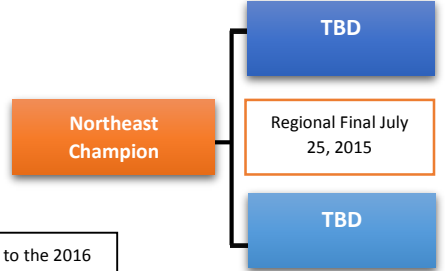 TBD
Northeast
Champion
Regional Final July
25, 2015
TBD
to the 2016